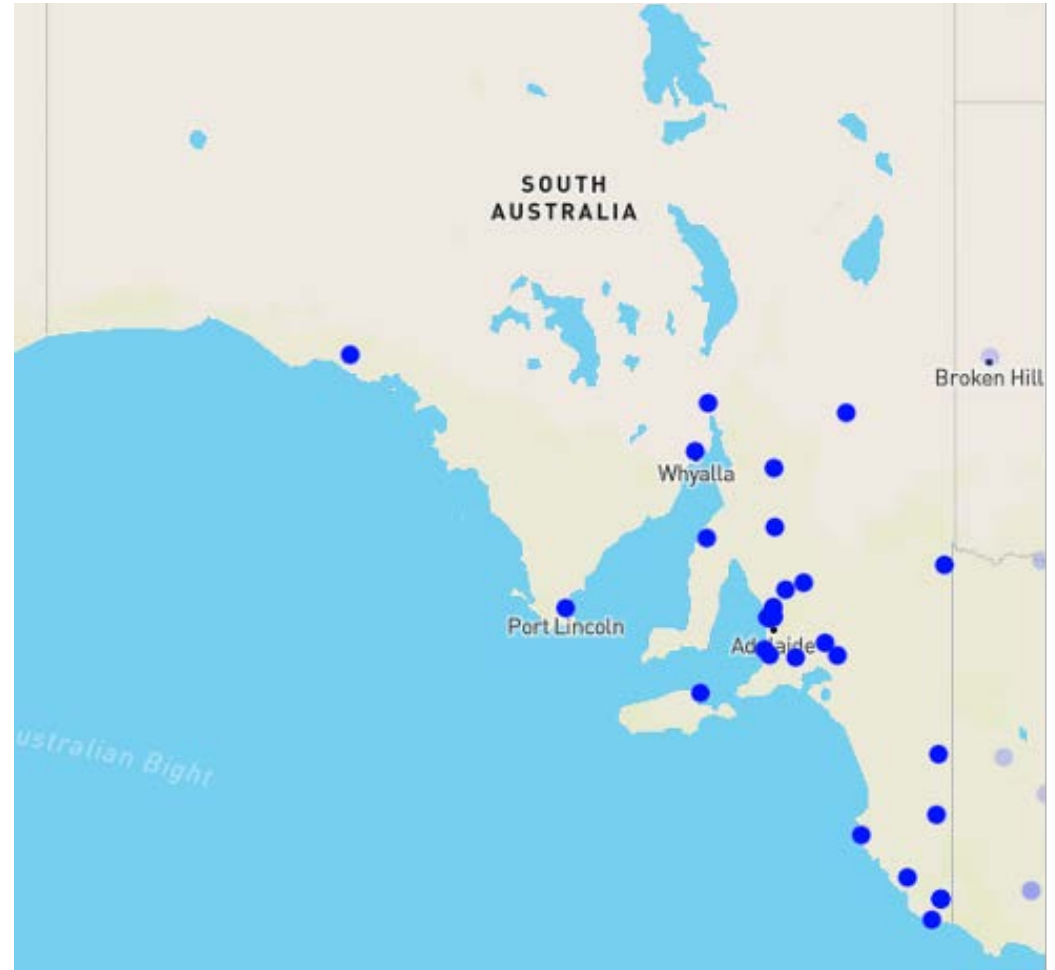 SOUTH
AUSTRALIA
Broken Hill
Whyalla
Port Lincoln
Adelaide
ustralian Bight